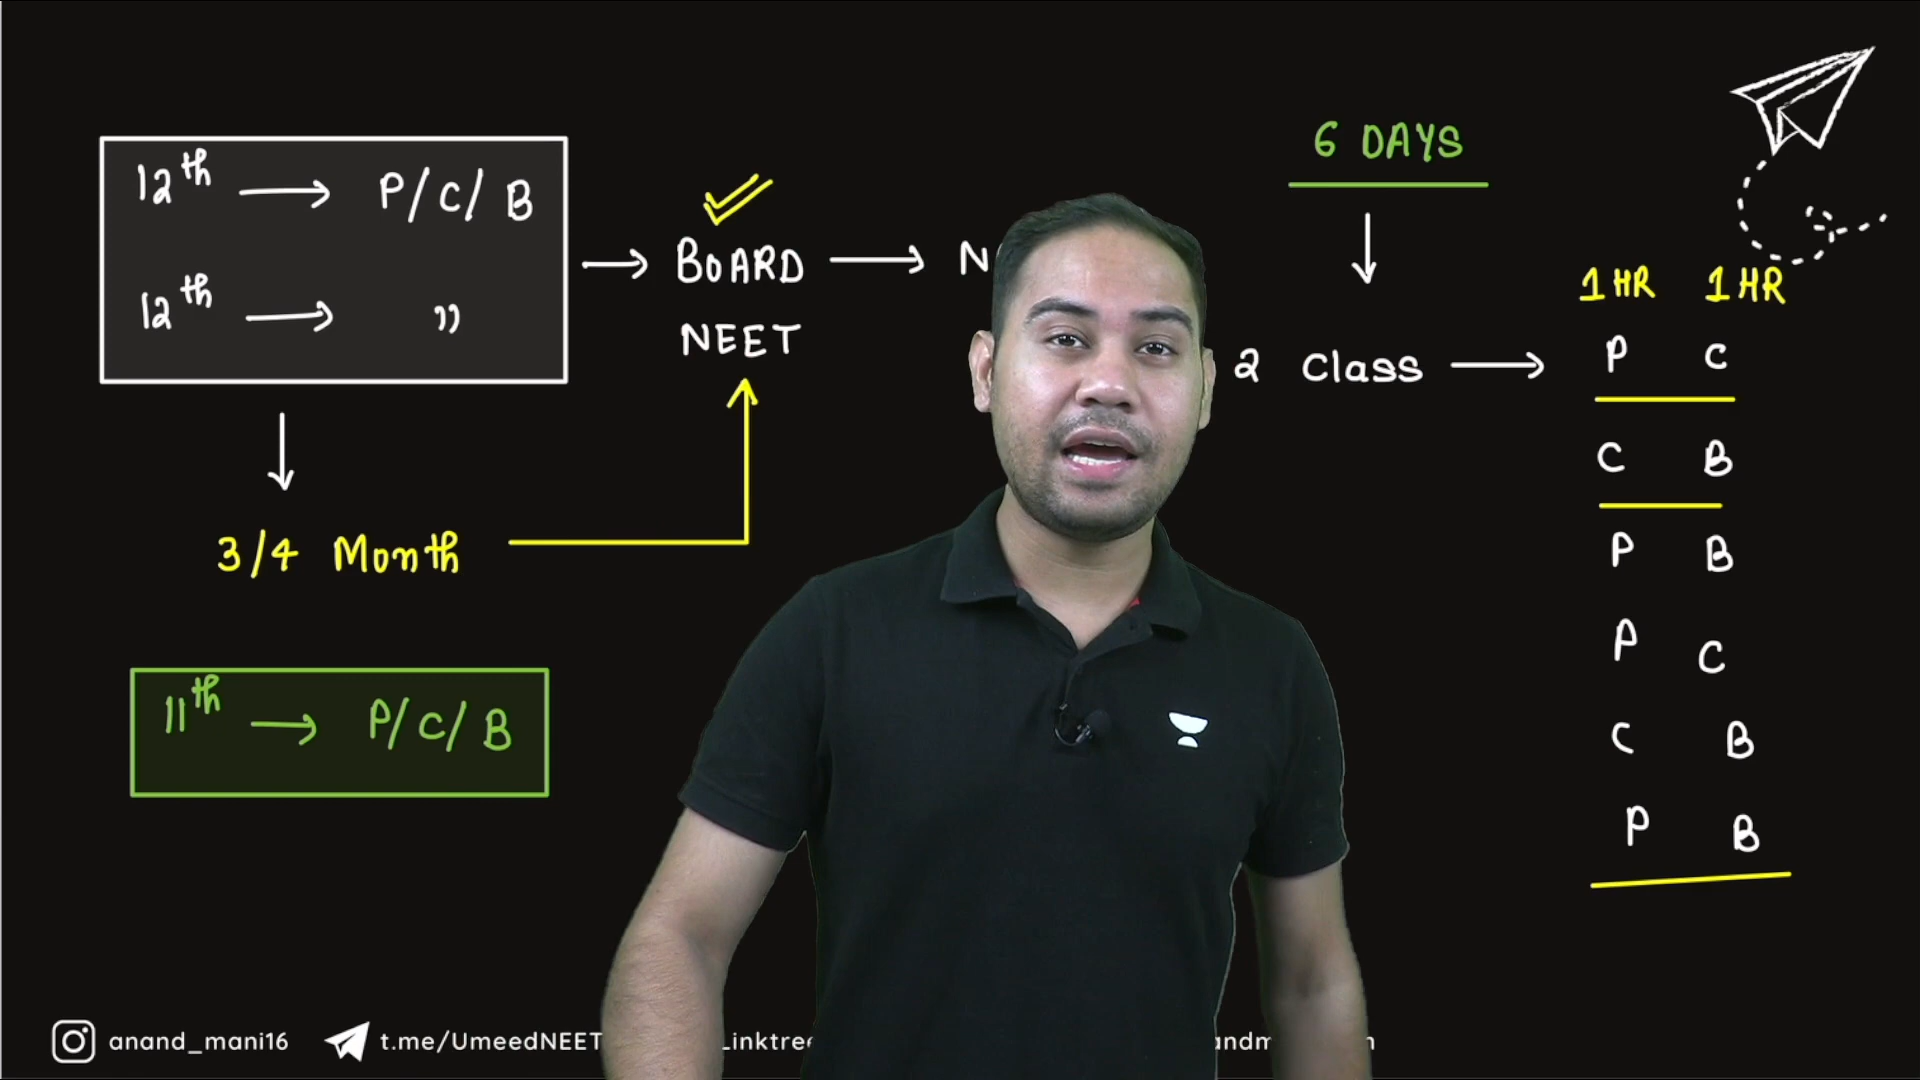 12th → P/C/B
12th → "
→ BOARD → N
NEET
3/4 Month
11th → P/C/B
6 DAYS
2 Class →
1 HR 1 HR
P C
C B
P B
P C
C B
P B
anand_mani16
t.me/UmeedNEET